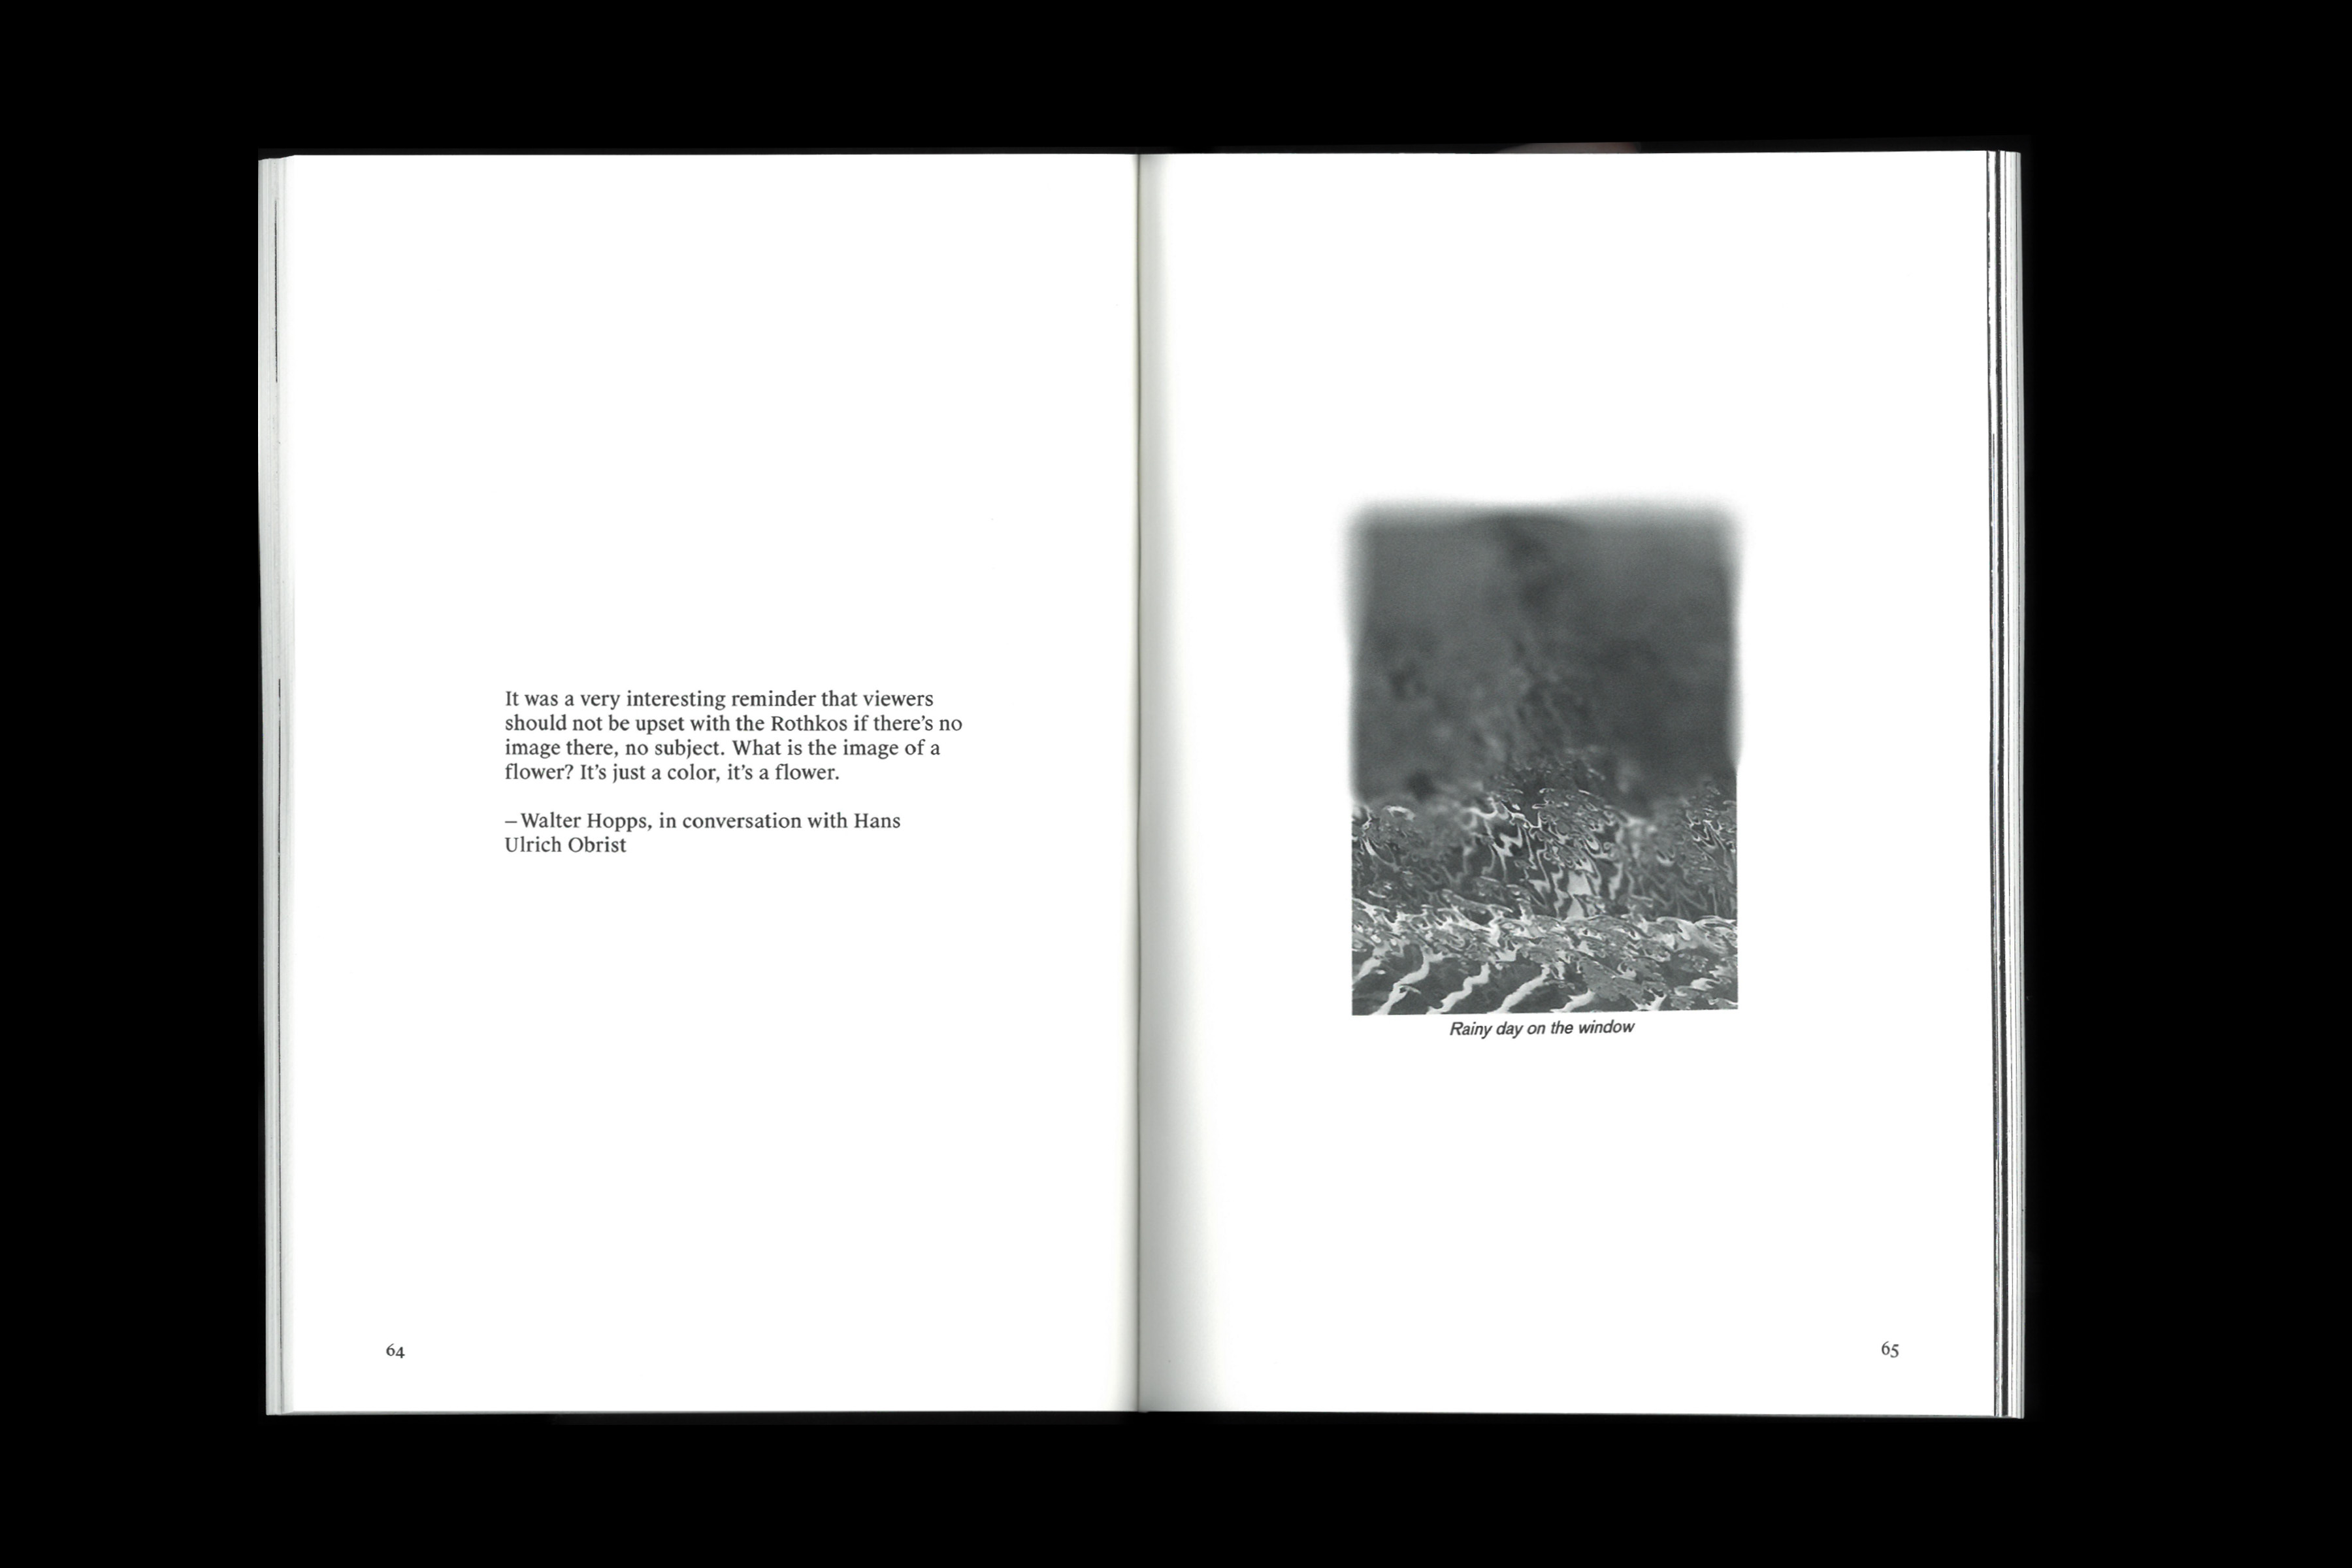 It was a very interesting reminder that viewers
should not be upset with the Rothkos if there’s no
image there, no subject. What is the image of a
flower? It’s just a color, it’s a flower.
– Walter Hopps, in conversation with Hans
Ulrich Obrist
64
Rainy day on the window
65